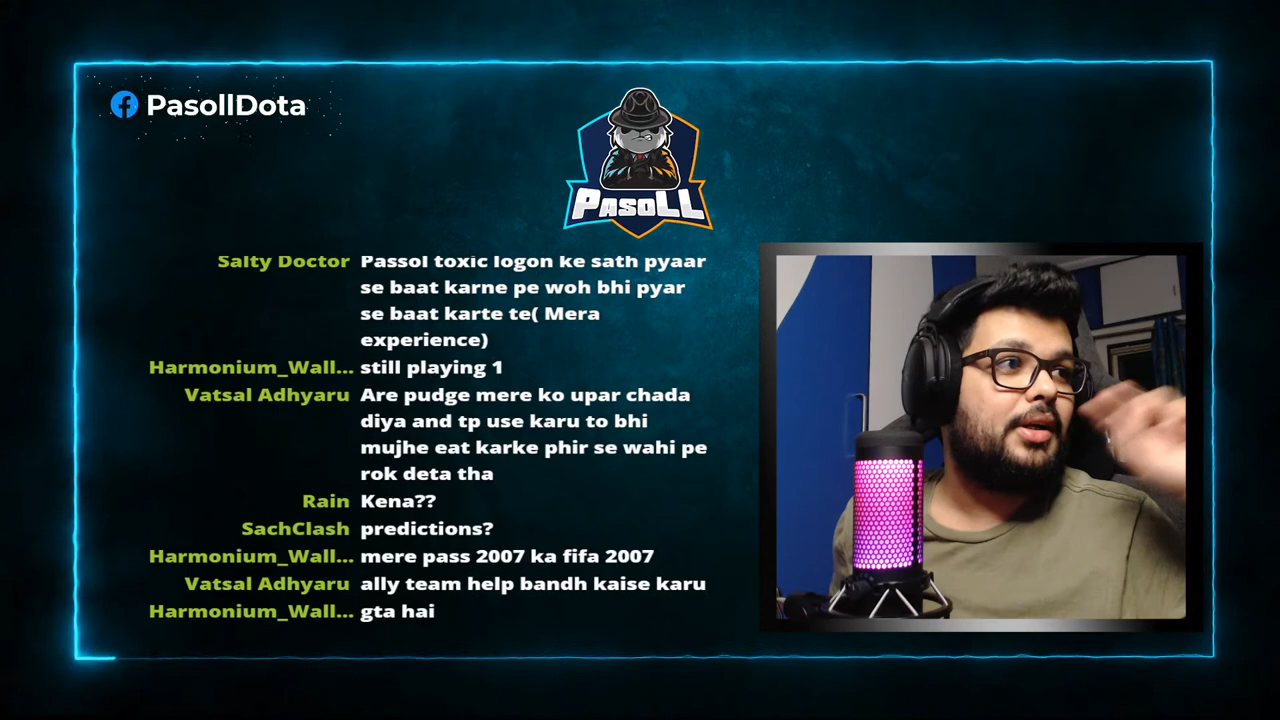 PasollDota
PASOLL
Salty Doctor Passol toxic logon ke sath pyaar
se baat karne pe woh bhi pyar
se baat karte te( Mera
experience)
Harmonium_Wall... still playing 1
Vatsal Adhyaru Are pudge mere ko upar chada
diya and tp use karu to bhi
mujhe eat karke phir se wahi pe
rok deta tha
Rain Kena??
SachClash predictions?
Harmonium_Wall... mere pass 2007 ka fifa 2007
Vatsal Adhyaru ally team help bandh kaise karu
Harmonium_Wall... gta hai